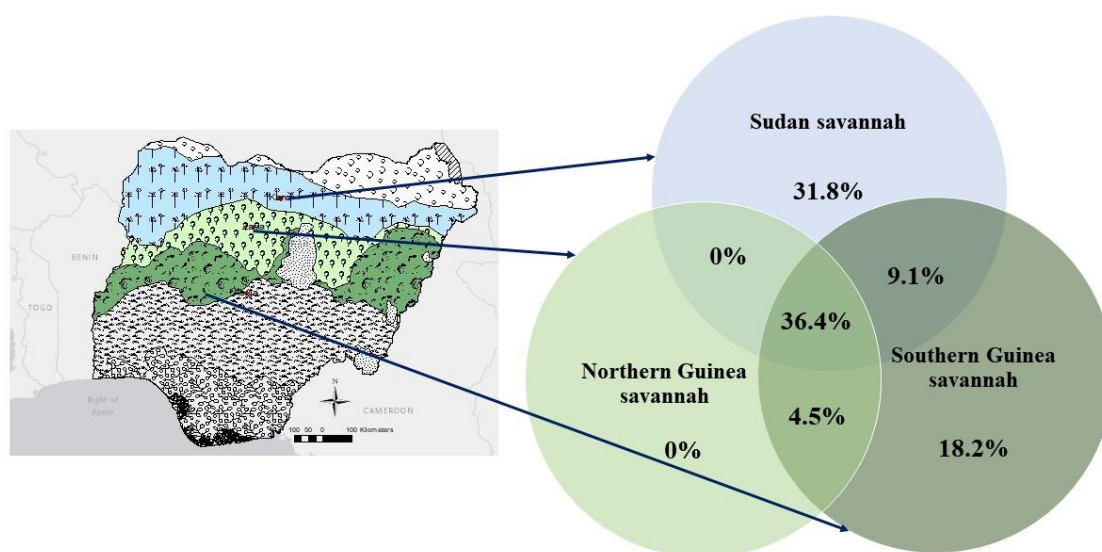 Sudan savannah
31.8%
0%
9.1%
36.4%
Northern Guinea
savannah
Southern Guinea
savannah
4.5%
0%
18.2%
BENIN
TOGO
Bight of
Benin
N
CAMEROON
100 50 0 100 Kilometers